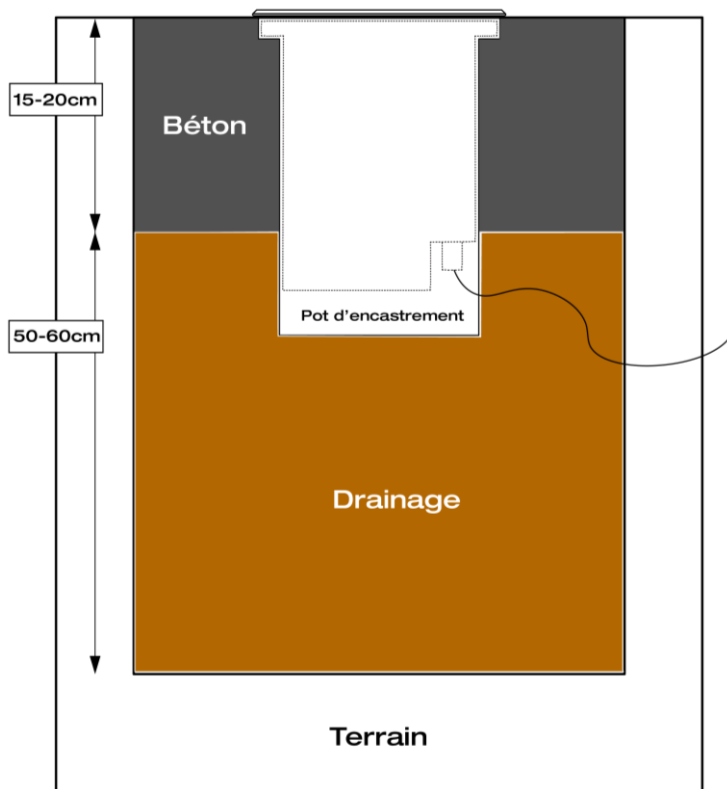 15-20cm
Béton
Pot d'encastrement
50-60cm
Drainage
Terrain